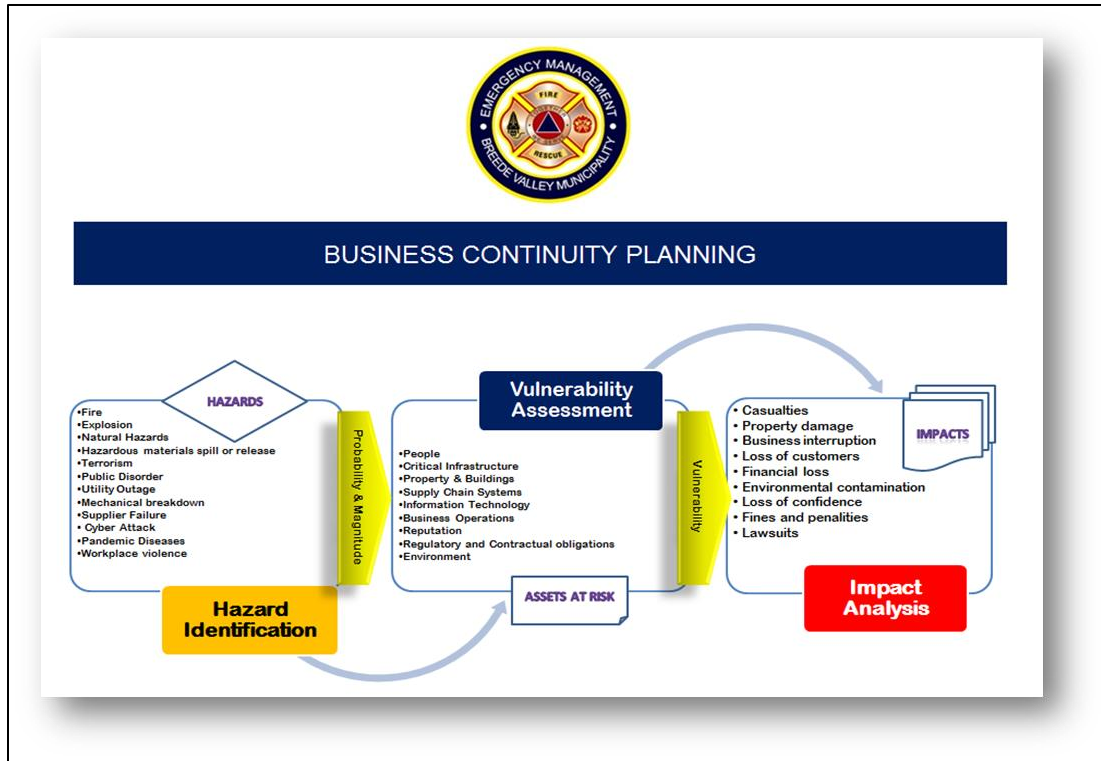 EMERGENCY MANAGEMENT
FIRE
RESCUE
BREEDE VALLEY MUNICIPALITY
BUSINESS CONTINUITY PLANNING
HAZARDS
•Fire
•Explosion
•Natural Hazards
•Hazardous materials spill or release
•Terrorism
•Public Disorder
•Utility Outage
•Mechanical breakdown
•Supplier Failure
• Cyber Attack
•Pandemic Diseases
•Workplace violence
Hazard
Identification
Probability & Magnitude
Vulnerability
Assessment
•People
•Critical Infrastructure
•Property & Buildings
•Supply Chain Systems
•Information Technology
•Business Operations
•Reputation
•Regulatory and Contractual obligations
•Environment
ASSETS AT RISK
Vulnerability
IMPACTS
• Casualties
• Property damage
• Business interruption
• Loss of customers
• Financial loss
• Environmental contamination
• Loss of confidence
• Fines and penalities
• Lawsuits
Impact
Analysis